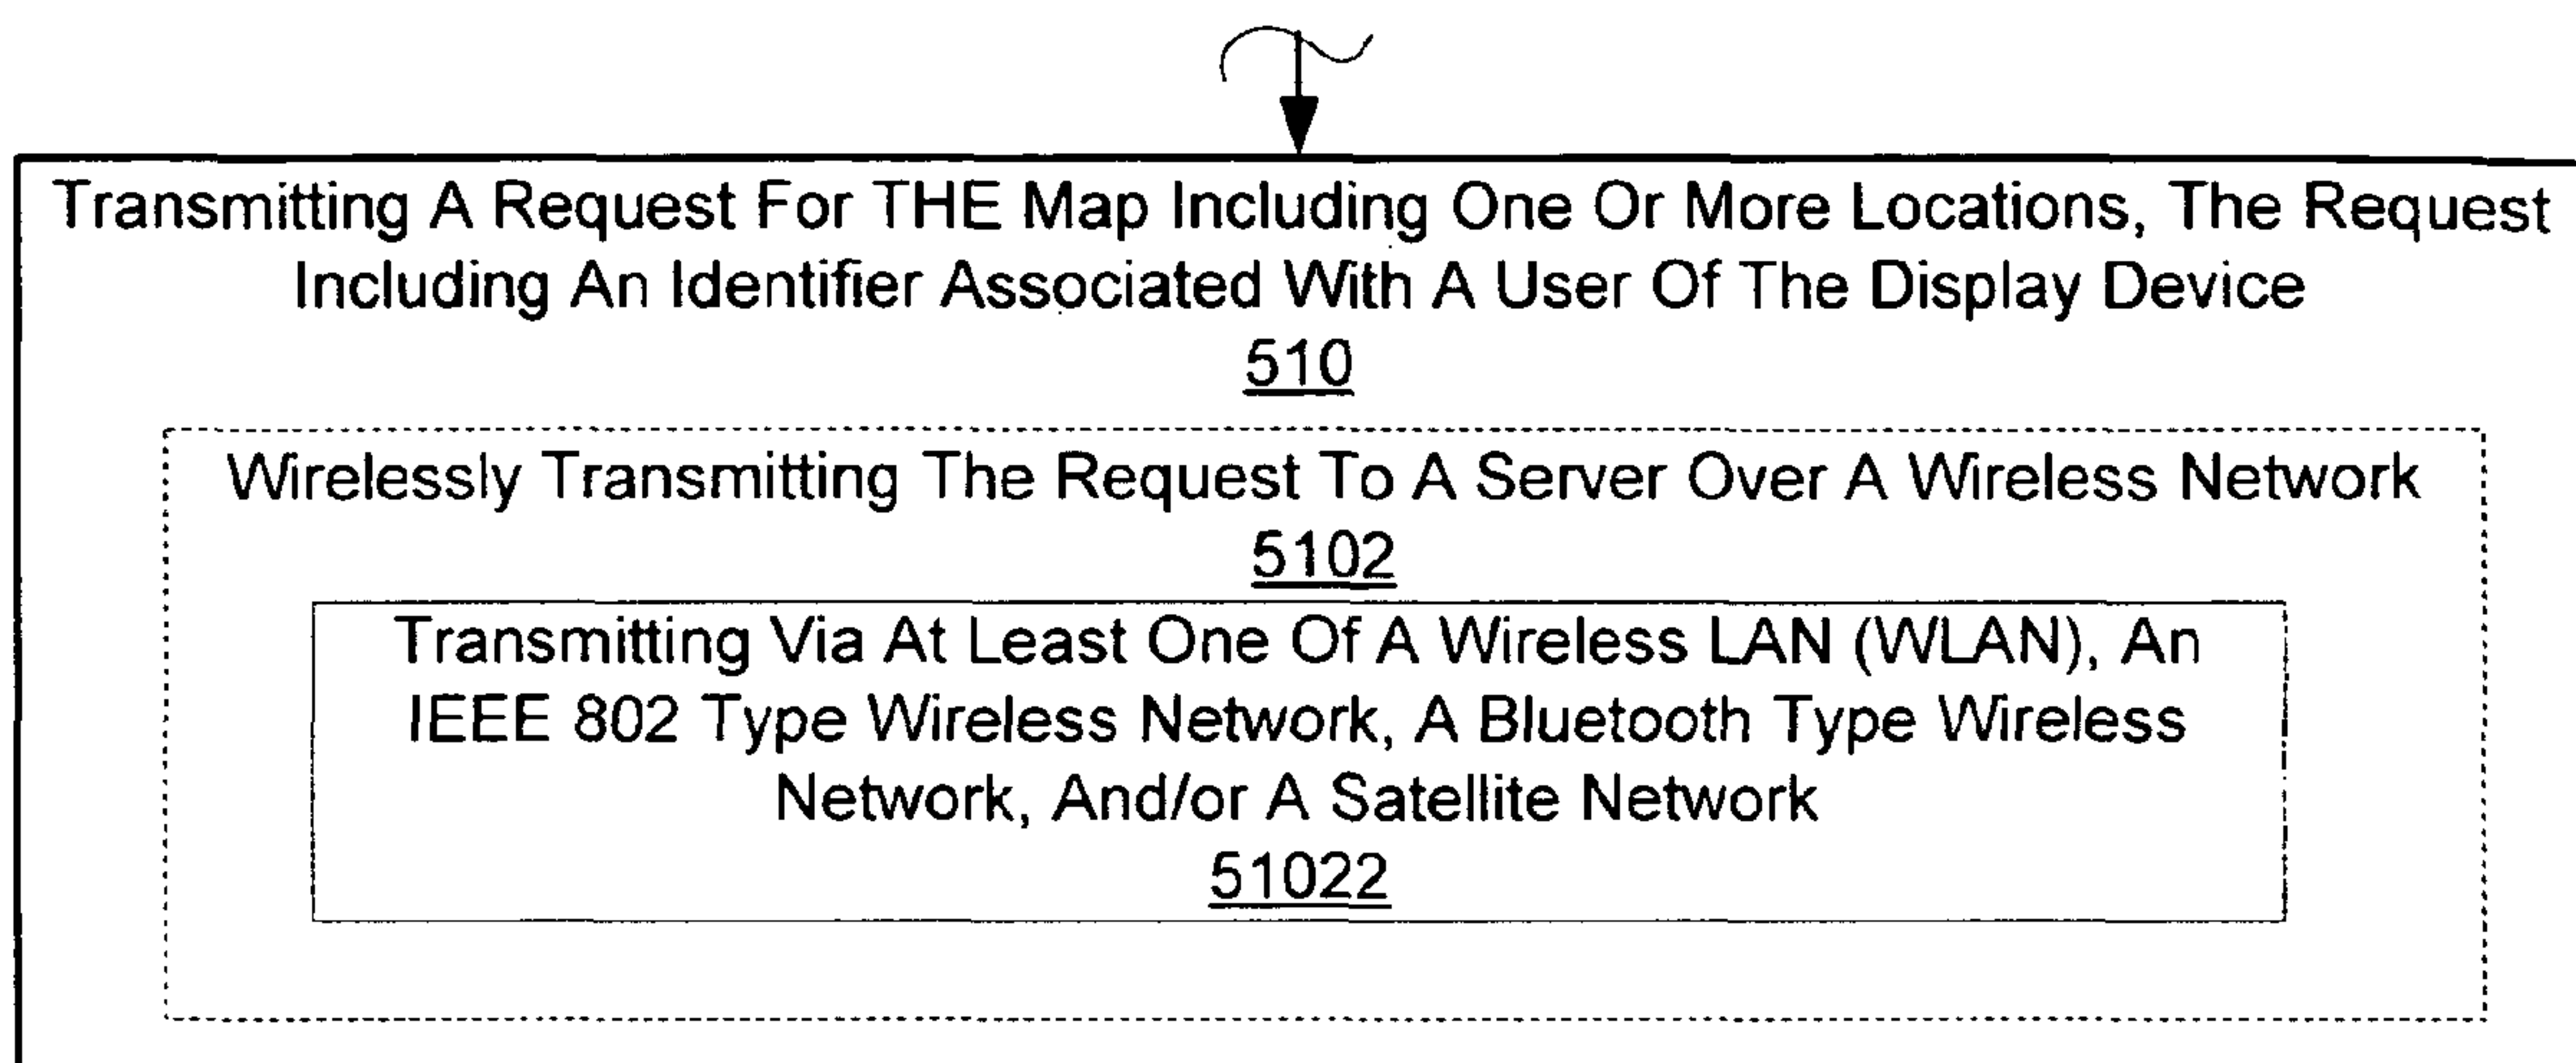 Transmitting A Request For THE Map Including One Or More Locations, The Request
Including An Identifier Associated With A User Of The Display Device
510
Wirelessly Transmitting The Request To A Server Over A Wireless Network
5102
Transmitting Via At Least One Of A Wireless LAN (WLAN), An
IEEE 802 Type Wireless Network, A Bluetooth Type Wireless
Network, And/or A Satellite Network
51022